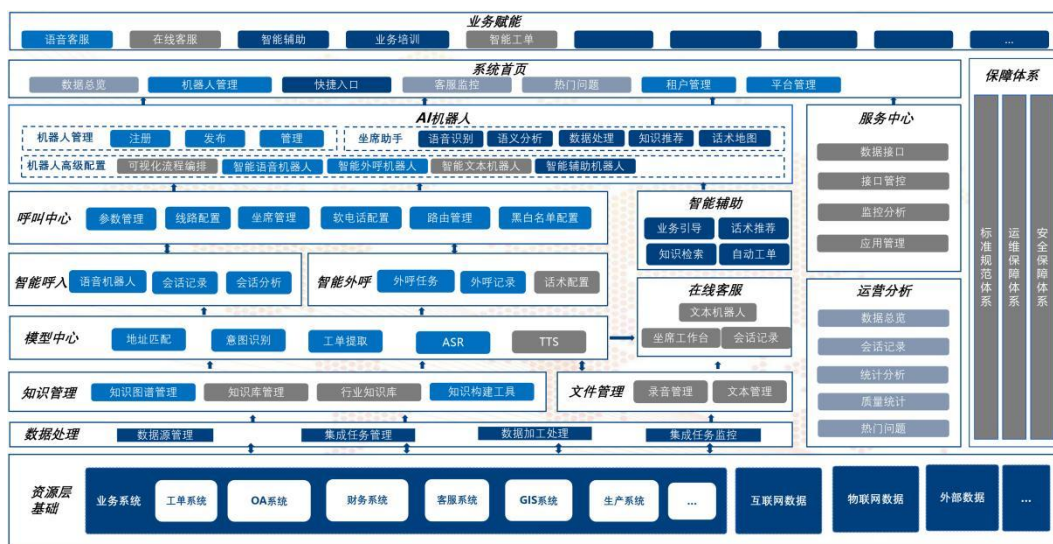 业务赋能
语音客服 在线客服 智能辅助 业务培训 智能工单 ...
系统首页
数据总览 机器人管理 快捷入口 客服监控 热门问题 租户管理 平台管理
AI机器人
机器人管理 注册 发布 管理
坐席助手 语音识别 语义分析 数据处理 知识推荐 话术地图
机器人高级配置 可视化流程编排 智能语音机器人 智能外呼机器人 智能文本机器人 智能辅助机器人
呼叫中心 参数管理 线路配置 坐席管理 软电话配置 路由管理 黑白名单配置
智能辅助
业务引导 话术推荐
知识检索 自动工单
智能呼入 语音机器人 会话记录 会话分析
智能外呼 外呼任务 外呼记录 话术配置
在线客服
文本机器人
坐席工作台 会话记录
模型中心 地址匹配 意图识别 工单提取 ASR TTS
知识管理 知识图谱管理 知识库管理 行业知识库 知识构建工具
文件管理 录音管理 文本管理
数据处理 数据源管理 集成任务管理 数据加工处理 集成任务监控
服务中心
数据接口
接口管控
监控分析
应用管理
运营分析
数据总览
会话记录
统计分析
质量统计
热门问题
保障体系
标准规范体系
运维保障体系
安全保障体系
资源层
基础
业务系统 工单系统 OA系统 财务系统 客服系统 GIS系统 生产系统 ...
互联网数据 物联网数据 外部数据 ...